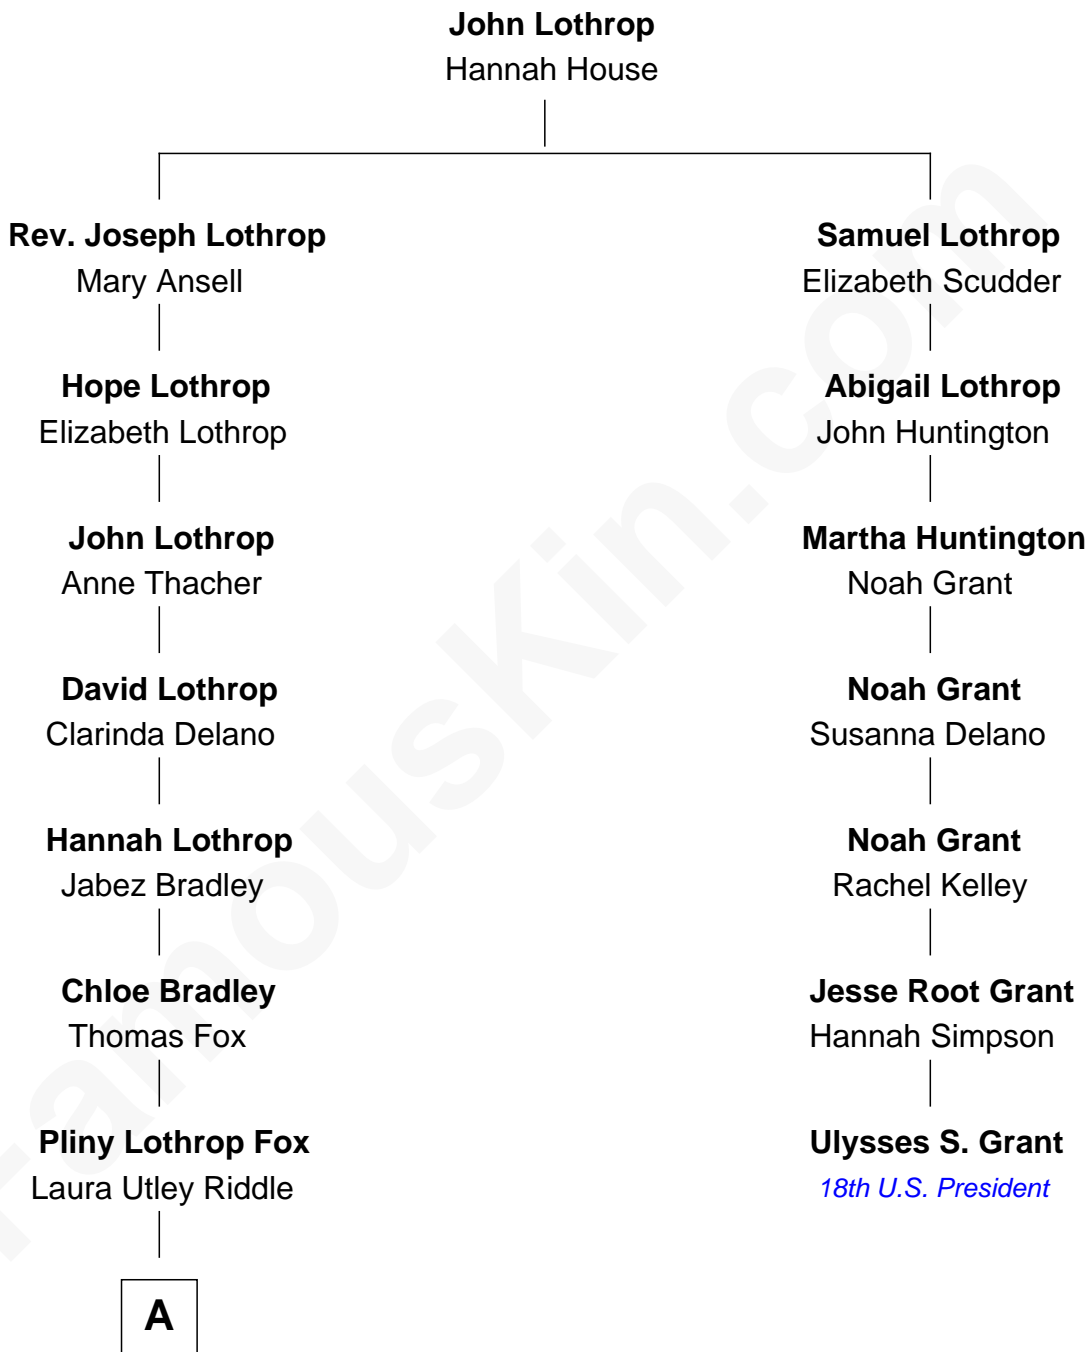 John Lothrop
Hannah House
Rev. Joseph Lothrop
Mary Ansell
Samuel Lothrop
Elizabeth Scudder
Hope Lothrop
Elizabeth Lothrop
Abigail Lothrop
John Huntington
John Lothrop
Anne Thacher
Martha Huntington
Noah Grant
David Lothrop
Clarinda Delano
Noah Grant
Susanna Delano
Hannah Lothrop
Jabez Bradley
Noah Grant
Rachel Kelley
Chloe Bradley
Thomas Fox
Jesse Root Grant
Hannah Simpson
Pliny Lothrop Fox
Laura Utley Riddle
Ulysses S. Grant
18th U.S. President
A
FamousKin.com